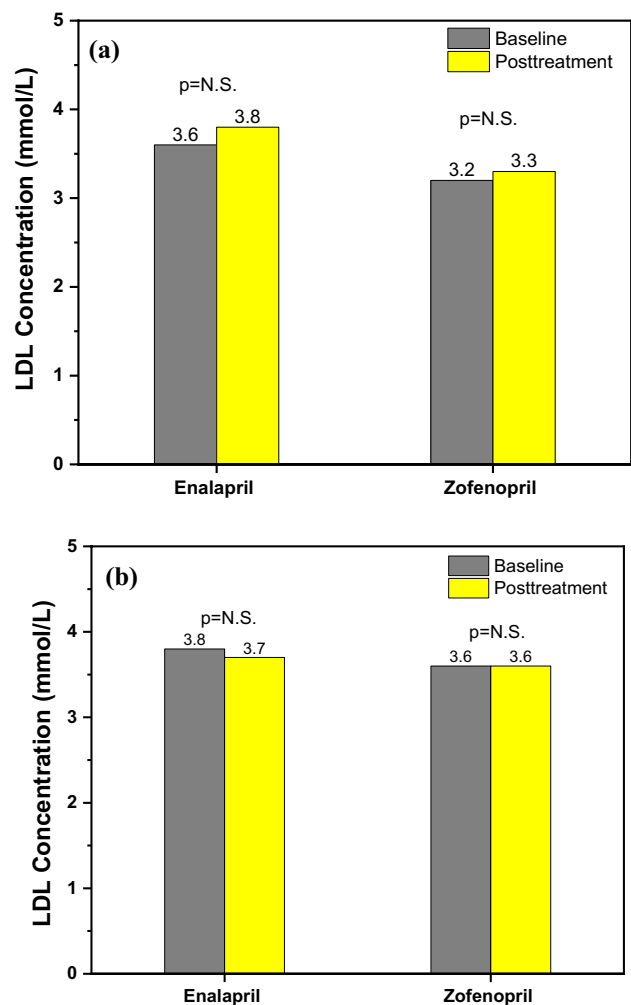 (a)
Baseline
Posttreatment
p=N.S.
p=N.S.
3.6
3.8
3.2
3.3
LDL Concentration (mmol/L)
5
4
3
2
1
0
Enalapril
Zofenopril
(b)
Baseline
Posttreatment
p=N.S.
p=N.S.
3.8
3.7
3.6
3.6
LDL Concentration (mmol/L)
5
4
3
2
1
0
Enalapril
Zofenopril